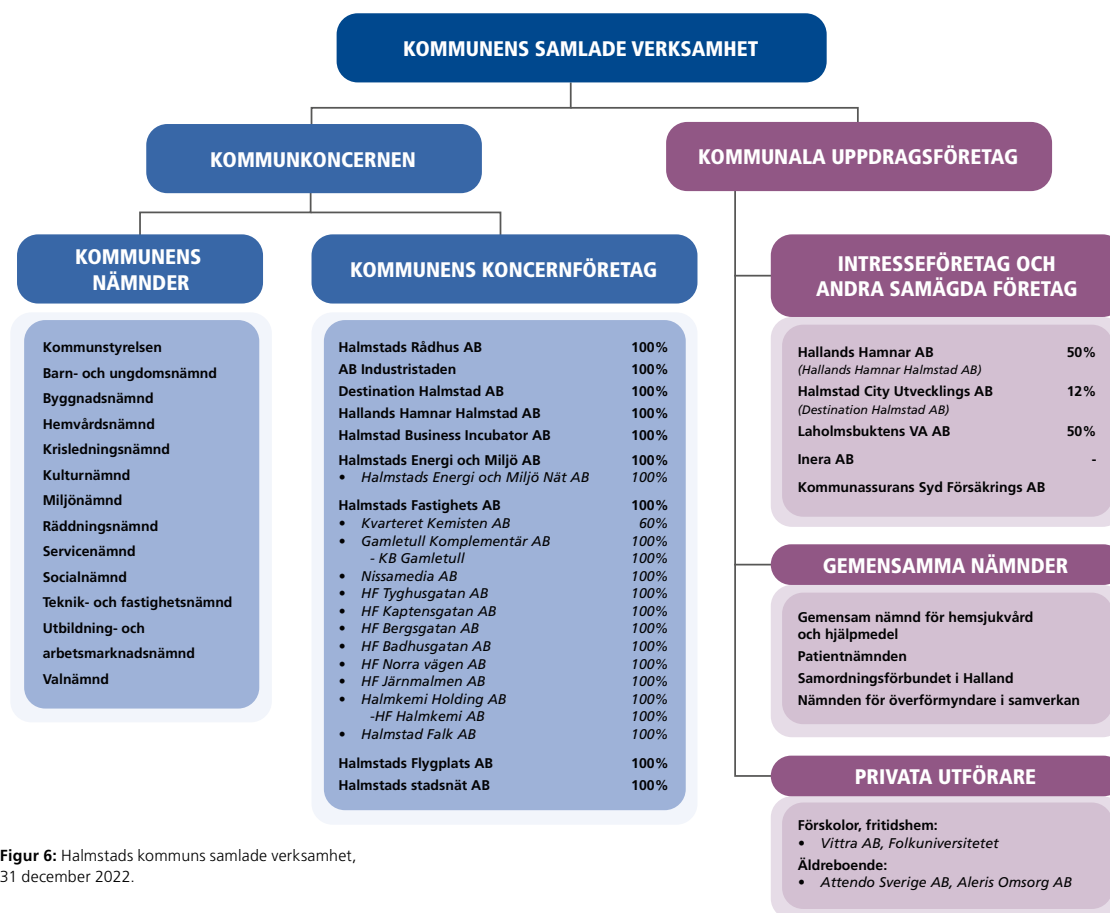 KOMMUNENS SAMLADE VERKSAMHET
KOMMUNKONCERNEN
KOMMUNALA UPPDRAGSFÖRETAG
KOMMUNENS
NÄMNDER
Kommunstyrelsen
Barn- och ungdomsnämnd
Byggnadsnämnd
Hemvårdsnämnd
Krisledningsnämnd
Kulturnämnd
Miljönämnd
Räddningsnämnd
Servicenämnd
Socialnämnd
Teknik- och fastighetsnämnd
Utbildning- och
arbetsmarknadsnämnd
Valnämnd
KOMMUNENS KONCERNFÖRETAG
Halmstads Rådhus AB 100%
AB Industristaden 100%
Destination Halmstad AB 100%
Hallands Hamnar Halmstad AB 100%
Halmstad Business Incubator AB 100%
Halmstads Energi och Miljö AB 100%
• Halmstads Energi och Miljö Nät AB 100%
Halmstads Fastighets AB 100%
• Kvarteret Kemisten AB 60%
• Gamletull Komplementär AB 100%
- KB Gamletull 100%
• Nissamedia AB 100%
• HF Tyghusgatan AB 100%
• HF Kaptensgatan AB 100%
• HF Bergsgatan AB 100%
• HF Badhusgatan AB 100%
• HF Norra vägen AB 100%
• HF Järnmalmen AB 100%
• Halmkemi Holding AB 100%
-HF Halmkemi AB 100%
• Halmstad Falk AB 100%
Halmstads Flygplats AB 100%
Halmstads stadsnät AB 100%
INTRESSEFÖRETAG OCH
ANDRA SAMÄGDA FÖRETAG
Hallands Hamnar AB 50%
(Hallands Hamnar Halmstad AB)
Halmstad City Utvecklings AB 12%
(Destination Halmstad AB)
Laholmsbuktens VA AB 50%
Inera AB -
Kommunassurans Syd Försäkrings AB
GEMENSAMMA NÄMNDER
Gemensam nämnd för hemsjukvård
och hjälpmedel
Patientnämnden
Samordningsförbundet i Halland
Nämnden för överförmyndare i samverkan
PRIVATA UTFÖRARE
Förskolor, fritidshem:
• Vittra AB, Folkuniversitetet
Äldreboende:
• Attendo Sverige AB, Aleris Omsorg AB
Figur 6: Halmstads kommuns samlade verksamhet,
31 december 2022.